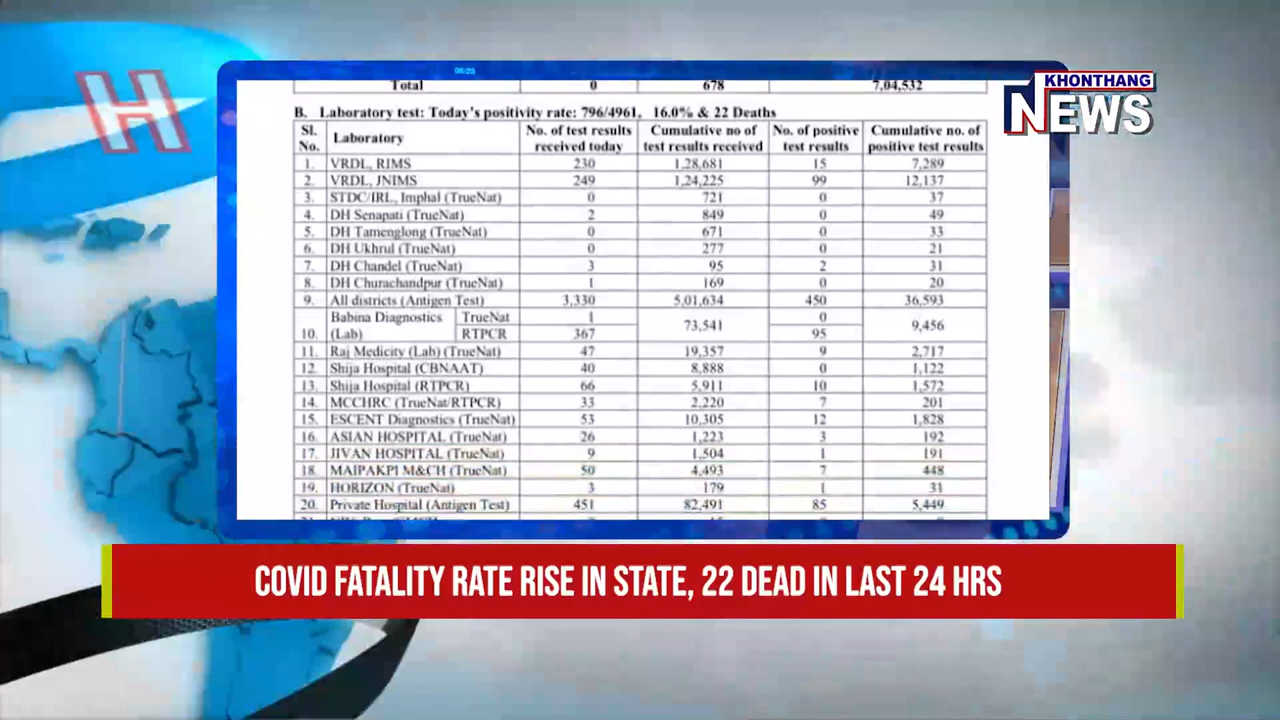 H
08:23
KHONTHANG
NEWS
Total 0 678 7,04,532
B. Laboratory test: Today's positivity rate: 796/4961, 16.0% & 22 Deaths
Sl. No. Laboratory No. of test results received today Cumulative no of test results received No. of positive test results Cumulative no. of positive test results
1. VRDL, RIMS 230 1,28,681 15 7,289
2. VRDL, JNIMS 249 1,24,225 99 12,137
3. STDC/IRL, Imphal (TrueNat) 0 721 0 37
4. DH Senapati (TrueNat) 2 849 0 49
5. DH Tamenglong (TrueNat) 0 671 0 33
6. DH Ukhrul (TrueNat) 0 277 0 21
7. DH Chandel (TrueNat) 3 95 2 31
8. DH Churachandpur (TrueNat) 1 169 0 20
9. All districts (Antigen Test) 3,330 5,01,634 450 36,593
10. Babina Diagnostics (Lab) TrueNat 1 73,541 0 9,456
RTPCR 367 95
11. Raj Medicity (Lab) (TrueNat) 47 19,357 9 2,717
12. Shija Hospital (CBNAAT) 40 8,888 0 1,122
13. Shija Hospital (RTPCR) 66 5,911 10 1,572
14. MCCHRC (TrueNat/RTPCR) 33 2,220 7 201
15. ESCENT Diagnostics (TrueNat) 53 10,305 12 1,828
16. ASIAN HOSPITAL (TrueNat) 26 1,223 3 192
17. JIVAN HOSPITAL (TrueNat) 9 1,504 1 191
18. MAIPAKPI M&CH (TrueNat) 50 4,493 7 448
19. HORIZON (TrueNat) 3 179 1 31
20. Private Hospital (Antigen Test) 451 82,491 85 5,449
COVID FATALITY RATE RISE IN STATE, 22 DEAD IN LAST 24 HRS